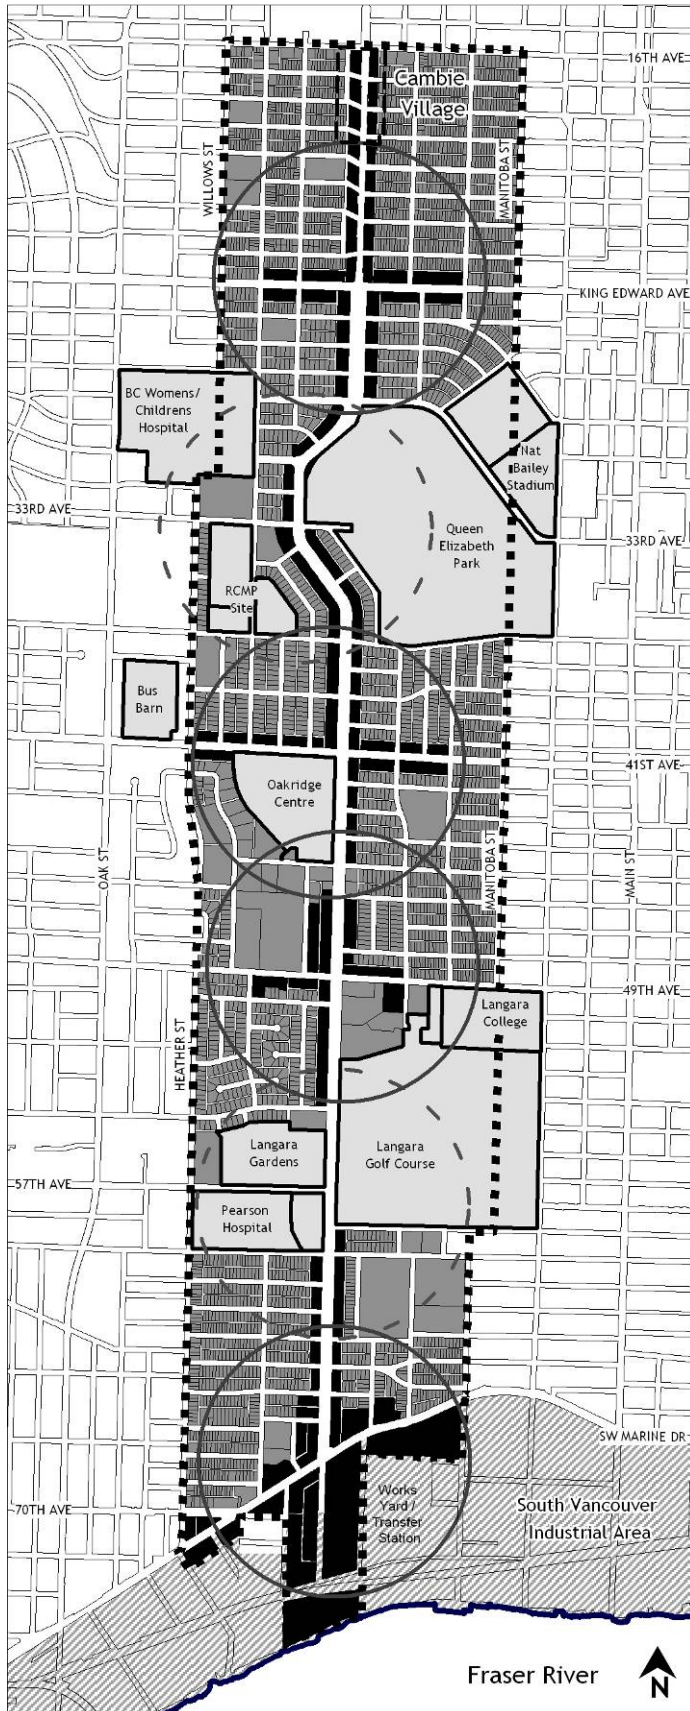 16TH AVE
Cambie
Village
WILLOWS ST
MANITOBA ST
KING EDWARD AVE
BC Womens/
Childrens
Hospital
Nat
Bailey
Stadium
33RD AVE
Queen
Elizabeth
Park
33RD AVE
RCMP
Site
Bus
Barn
41ST AVE
Oakridge
Centre
OAK ST
MANITOBA ST
MAIN ST
49TH AVE
Langara
College
HEATHER ST
Langara
Gardens
Langara
Golf Course
57TH AVE
Pearson
Hospital
SW MARINE DR
Works
Yard /
Transfer
Station
South Vancouver
Industrial Area
70TH AVE
Fraser River
N